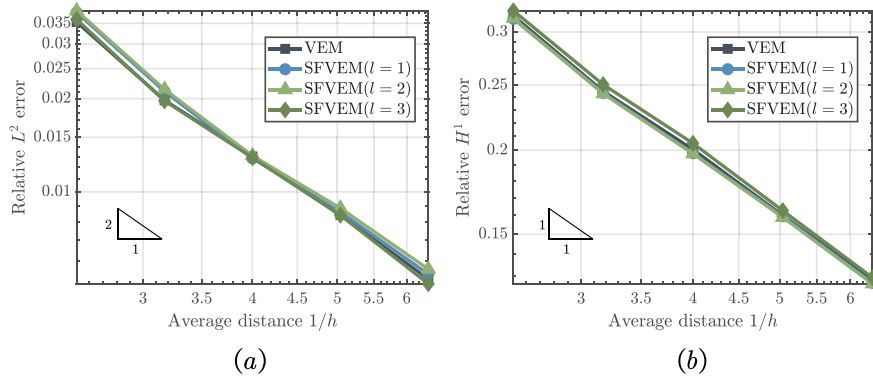 0.035
0.03
0.025
0.02
0.015
0.01
Relative L² error
VEM
SFVEM(l = 1)
SFVEM(l = 2)
SFVEM(l = 3)
2
1
3
3.5
4
4.5
5
5.5
6
Average distance 1/h
(a)
0.3
0.25
0.2
0.15
Relative H¹ error
VEM
SFVEM(l = 1)
SFVEM(l = 2)
SFVEM(l = 3)
1
1
3
3.5
4
4.5
5
5.5
6
Average distance 1/h
(b)